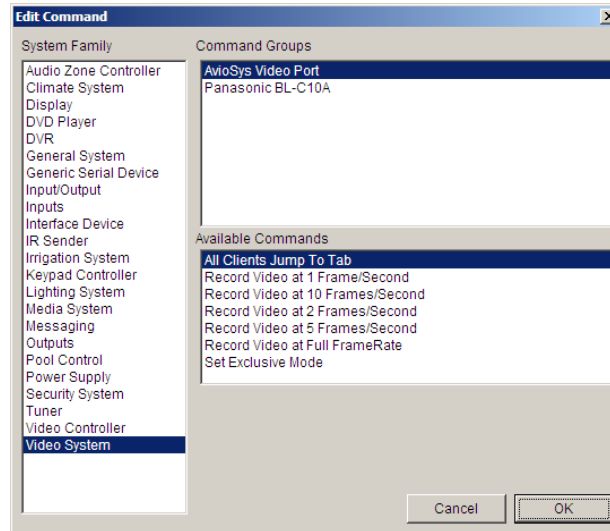 Edit Command
System Family
Audio Zone Controller
Climate System
Display
DVD Player
DVR
General System
Generic Serial Device
Input/Output
Inputs
Interface Device
IR Sender
Irrigation System
Keypad Controller
Lighting System
Media System
Messaging
Outputs
Pool Control
Power Supply
Security System
Tuner
Video Controller
Video System
Command Groups
AvioSys Video Port
Panasonic BL-C10A
Available Commands
All Clients Jump To Tab
Record Video at 1 Frame/Second
Record Video at 10 Frames/Second
Record Video at 2 Frames/Second
Record Video at 5 Frames/Second
Record Video at Full FrameRate
Set Exclusive Mode
Cancel
OK